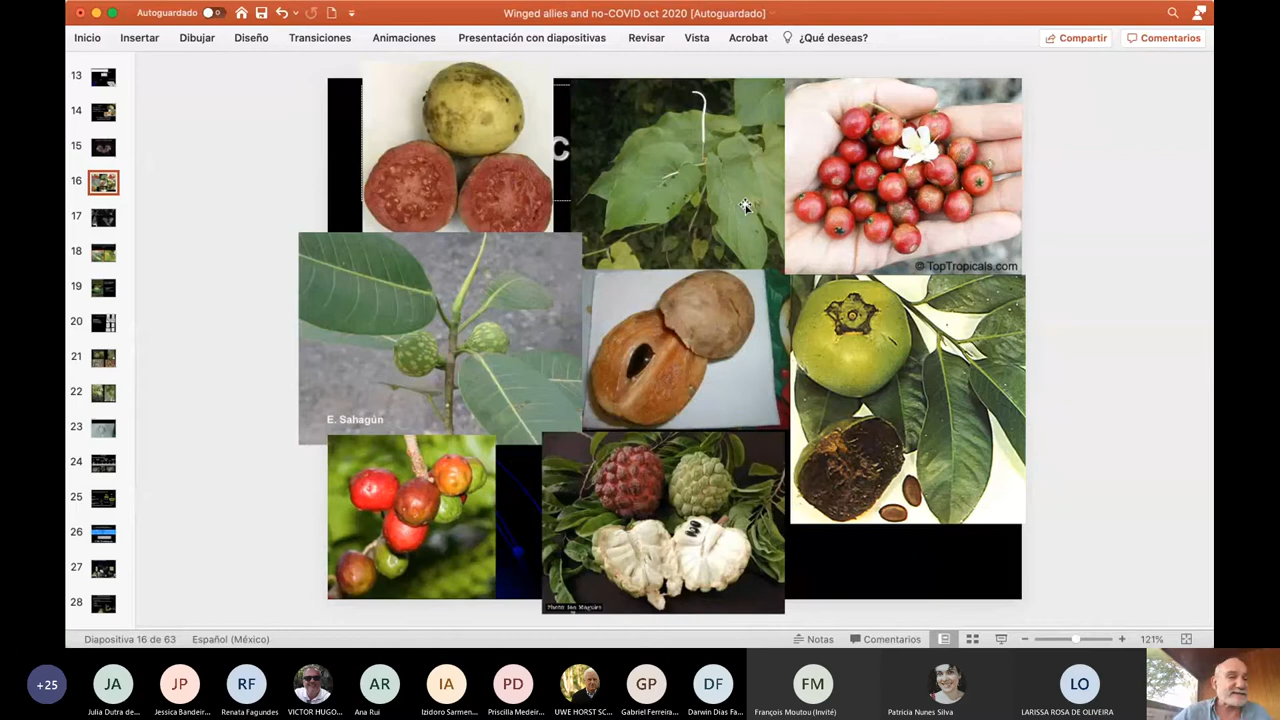 Autoguardado
Winged allies and no-COVID oct 2020 [Autoguardado]
Inicio
Insertar
Dibujar
Diseño
Transiciones
Animaciones
Presentación con diapositivas
Revisar
Vista
Acrobat
¿Qué deseas?
Compartir
Comentarios
13
14
15
16
17
18
19
20
21
22
23
24
25
26
27
28
c
© TopTropicals.com
E. Sahagún
Diapositiva 16 de 63
Español (México)
Notas
Comentarios
121%
+25
JA
JP
RF
AR
IA
PD
GP
DF
FM
LO
Julia Dutra de...
Jessica Bandeir...
Renata Fagundes
VICTOR HUGO...
Ana Rui
Izidoro Sarmen...
Priscilla Medeir...
UWE HORST SC...
Gabriel Ferreira...
Darwin Dias Fa...
François Moutou (Invité)
Patricia Nunes Silva
LARISSA ROSA DE OLIVEIRA